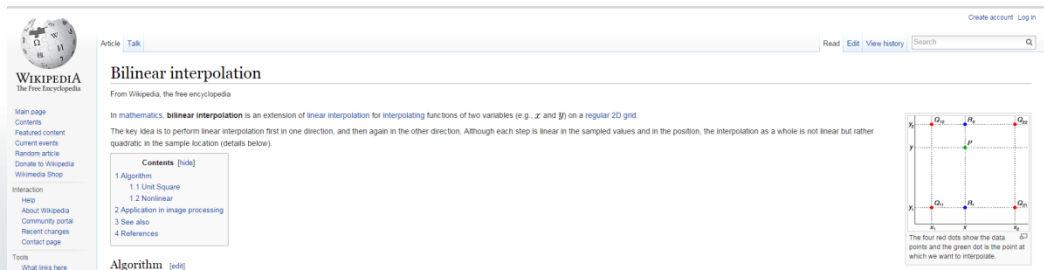 Create account Log in
Article Talk
Read Edit View history Search
WIKIPEDIA
The Free Encyclopedia
Main page
Contents
Featured content
Current events
Random article
Donate to Wikipedia
Wikimedia Shop
Interaction
Help
About Wikipedia
Community portal
Recent changes
Contact page
Tools
What links here
Bilinear interpolation
From Wikipedia, the free encyclopedia
In mathematics, bilinear interpolation is an extension of linear interpolation for interpolating functions of two variables (e.g., x and y) on a regular 2D grid.
The key idea is to perform linear interpolation first in one direction, and then again in the other direction. Although each step is linear in the sampled values and in the position, the interpolation as a whole is not linear but rather
quadratic in the sample location (details below).
Contents [hide]
1 Algorithm
1.1 Unit Square
1.2 Nonlinear
2 Application in image processing
3 See also
4 References
Algorithm [edit]
y₂ Q₁₂ R₂ Q₂₂
y P
y₁ Q₁₁ R₁ Q₂₁
x₁ x x₂
The four red dots show the data
points and the green dot is the point at
which we want to interpolate.